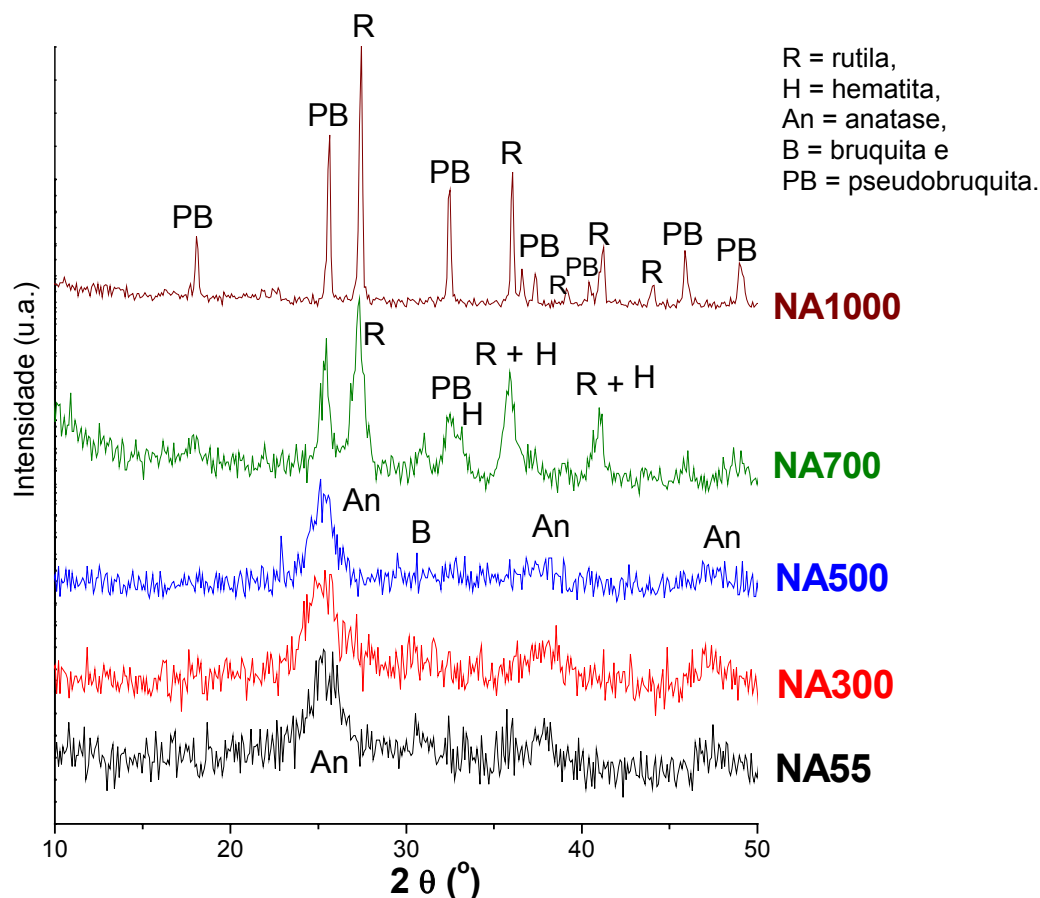 R
R = rutila,
H = hematita,
An = anatase,
B = bruquita e
PB = pseudobruquita.
PB
PB
R
PB
PB
R
PB
R
PB
R
PB
PB
NA1000
R
R + H
R + H
PB
H
NA700
An
B
An
An
NA500
NA300
An
NA55
Intensidade (u.a.)
10
20
30
40
50
2 θ (º)